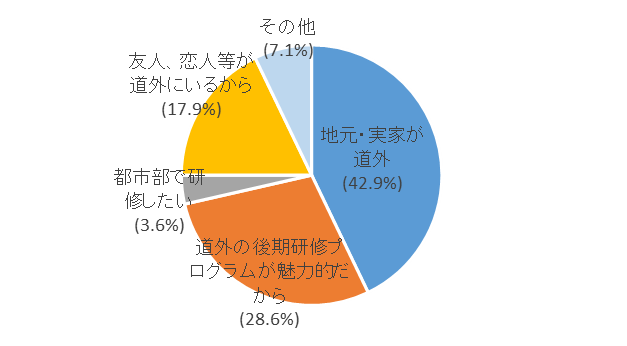 その他
(7.1%)
友人、恋人等が
道外にいるから
(17.9%)
地元・実家が
道外
(42.9%)
都市部で研
修したい
(3.6%)
道外の後期研修プ
ログラムが魅力的だ
から
(28.6%)